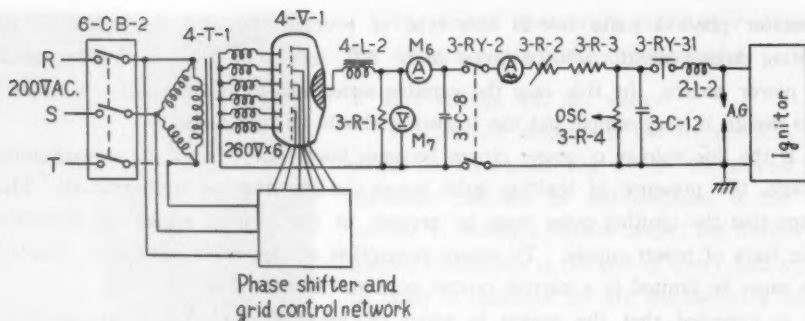 6-CB-2
4-T-1
4-V-1
4-L-2
M6
3-RY-2
3-R-2
3-R-3
3-RY-31
R
200VAC.
S
T
260V×6
3-R-1
V
M7
3-C-8
A
OSC
3-R-4
3-C-12
2-L-2
AG
Ignitor
Phase shifter and
grid control network